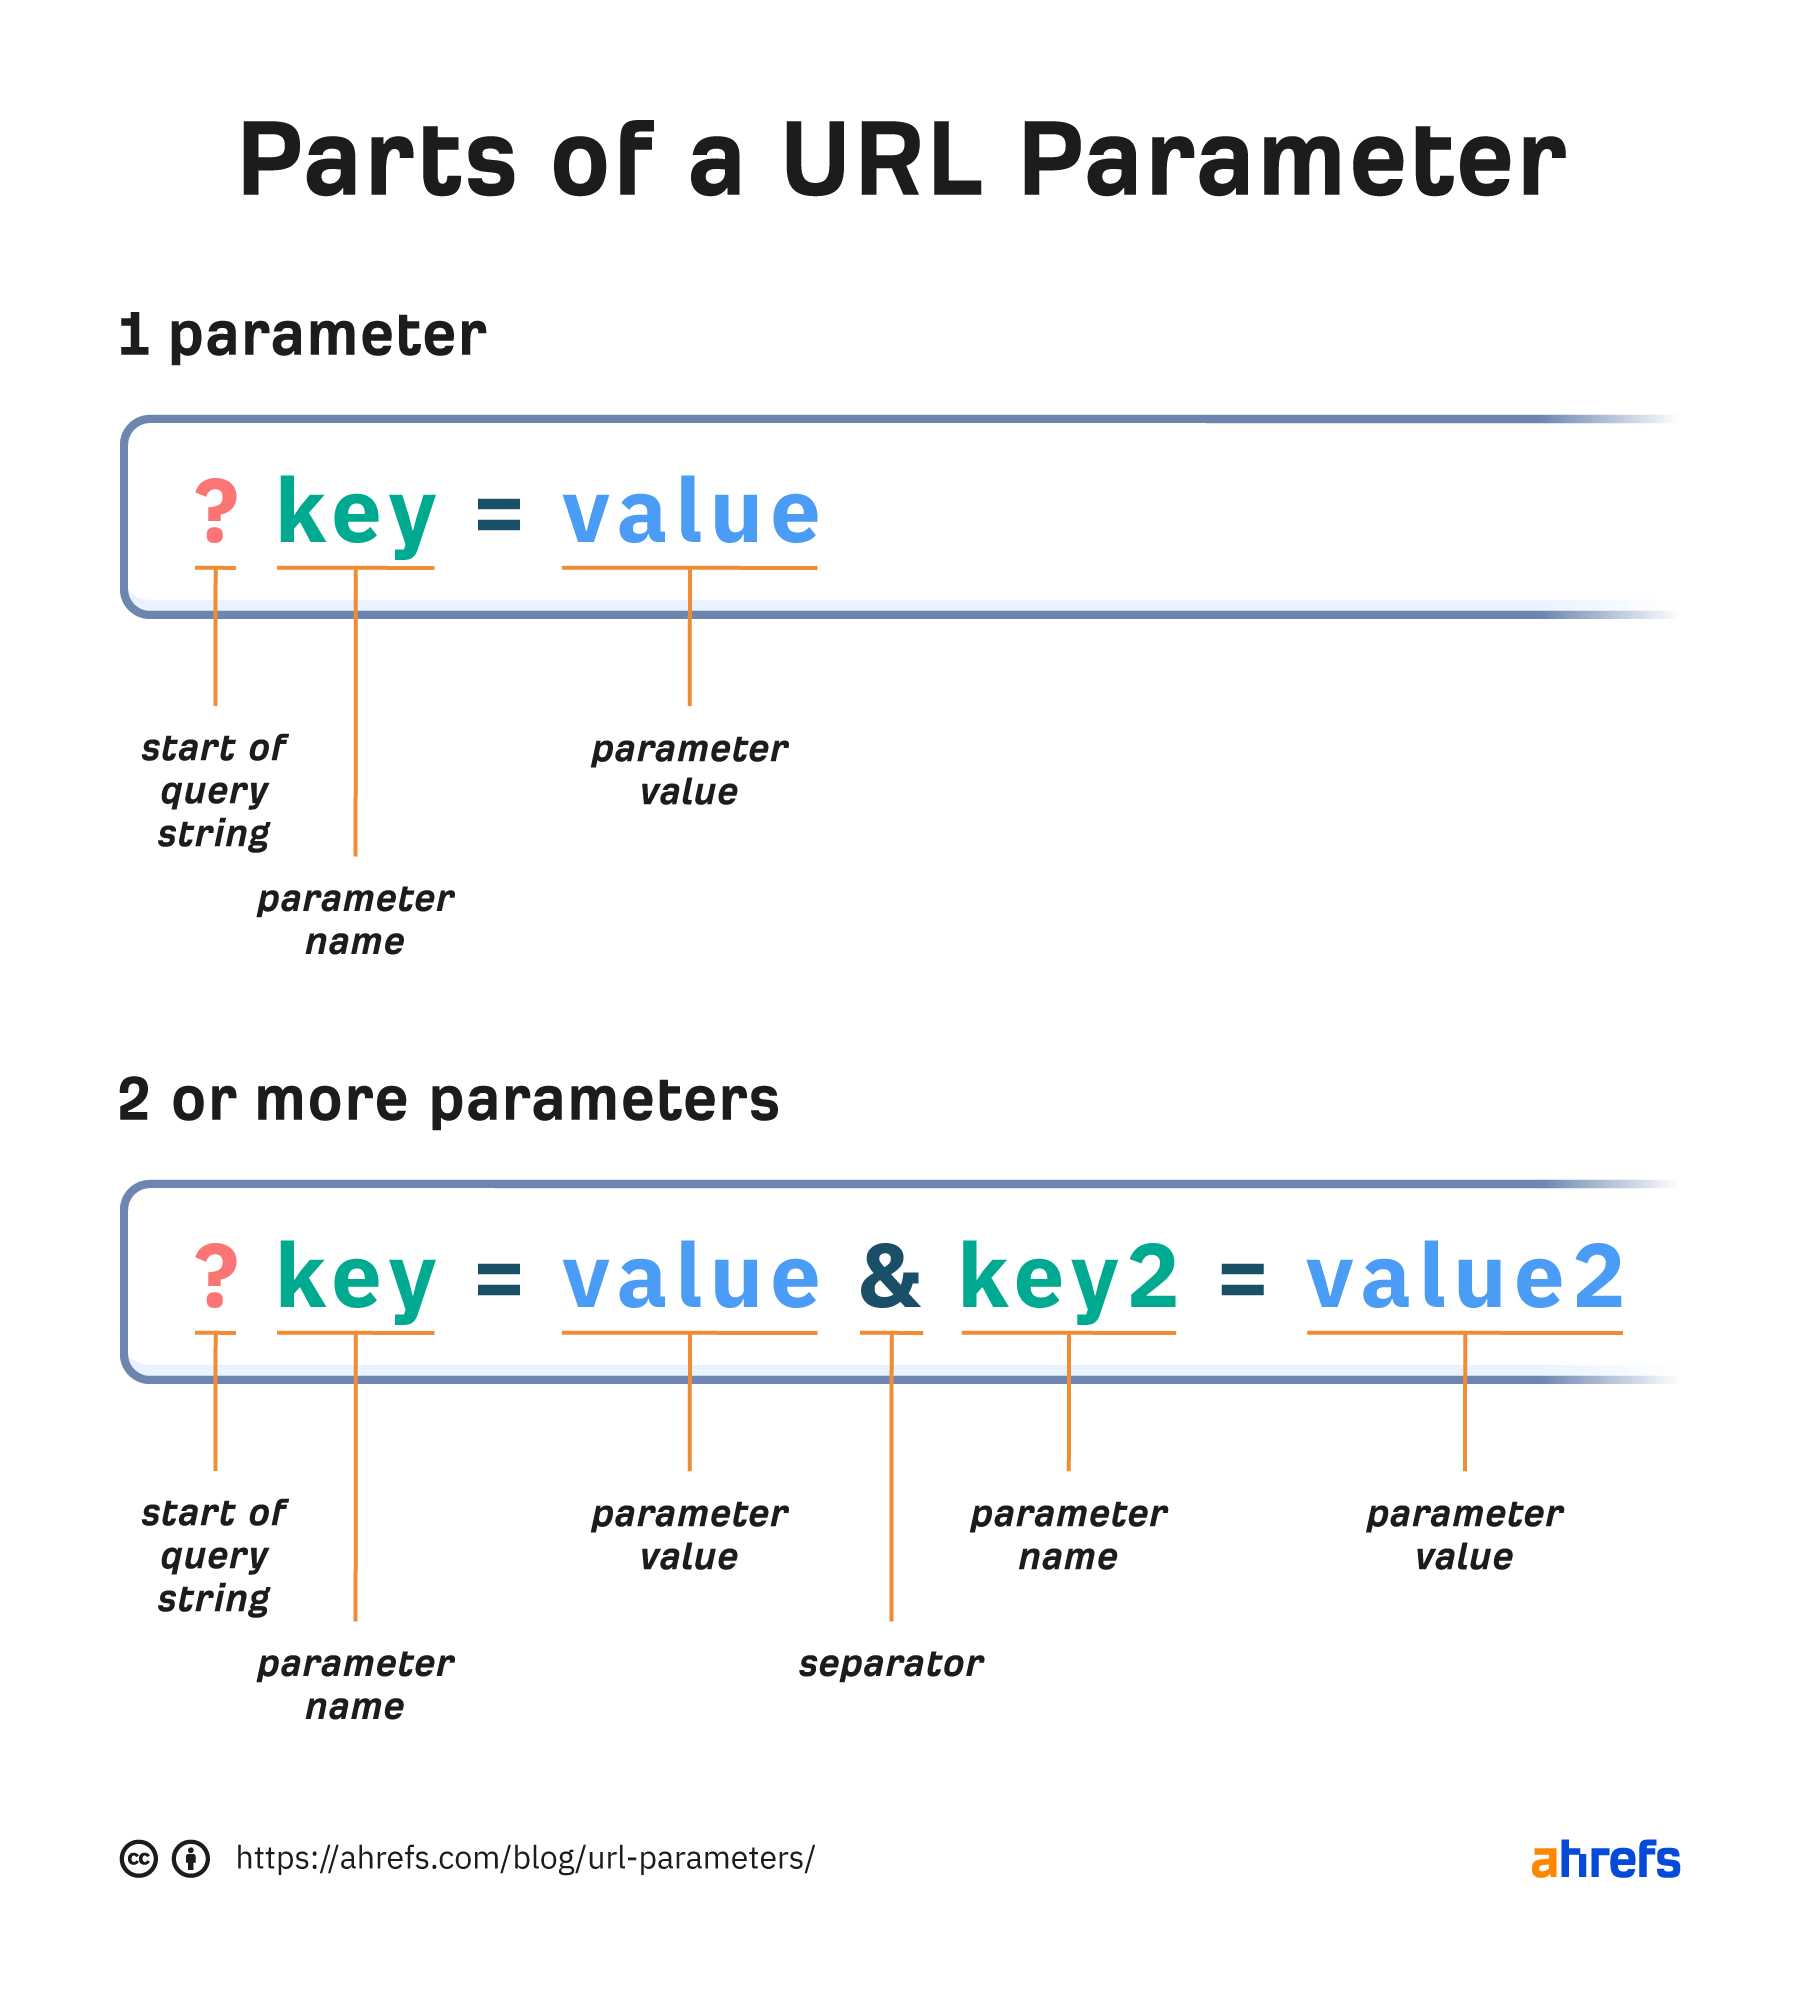 Parts of a URL Parameter
1 parameter
? key = value
start of
query
string
parameter
name
parameter
value
2 or more parameters
? key = value & key2 = value2
start of
query
string
parameter
name
parameter
value
separator
parameter
name
parameter
value
cc https://ahrefs.com/blog/url-parameters/
ahrefs